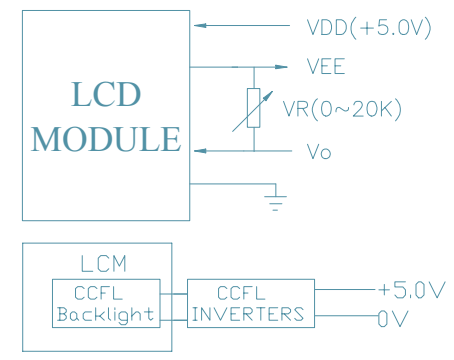 VDD(+5.0V)
VEE
LCD
MODULE
VR(0~20K)
Vo
LCM
CCFL
Backlight
CCFL
INVERTERS
+5.0V
0V